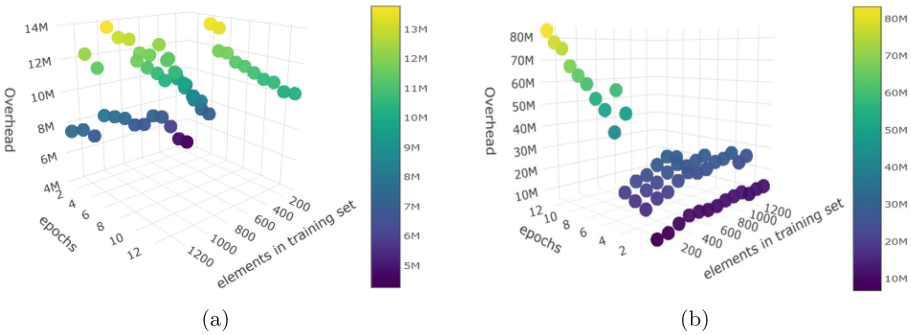 14M
12M
10M
8M
6M
4M
Overhead
2
4
6
8
10
12
epochs
1200
1000
800
600
400
200
elements in training set
13M
12M
11M
10M
9M
8M
7M
6M
5M
(a)
80M
70M
60M
50M
40M
30M
20M
10M
Overhead
12
10
8
6
4
2
epochs
200
400
600
800
1000
1200
elements in training set
80M
70M
60M
50M
40M
30M
20M
10M
(b)